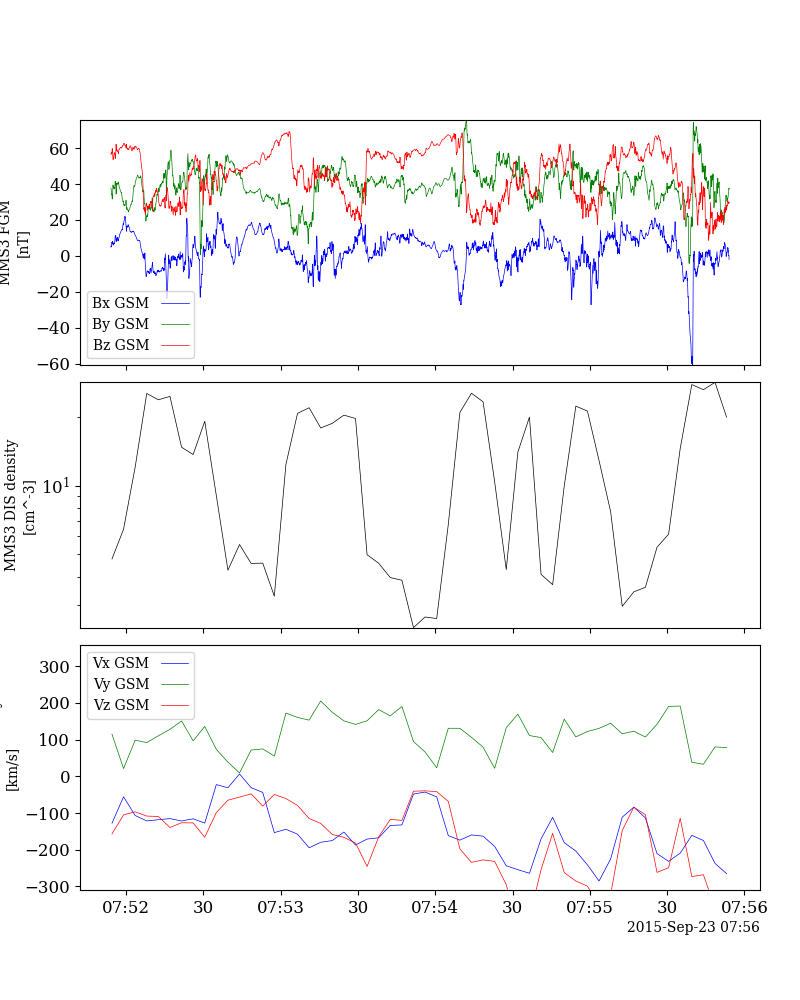 60
40
20
0
−20
−40
−60
MMS3 FGM
[nT]
Bx GSM
By GSM
Bz GSM
10^1
MMS3 DIS density
[cm^-3]
300
200
100
0
−100
−200
−300
[km/s]
Vx GSM
Vy GSM
Vz GSM
07:52 30 07:53 30 07:54 30 07:55 30 07:56
2015-Sep-23 07:56